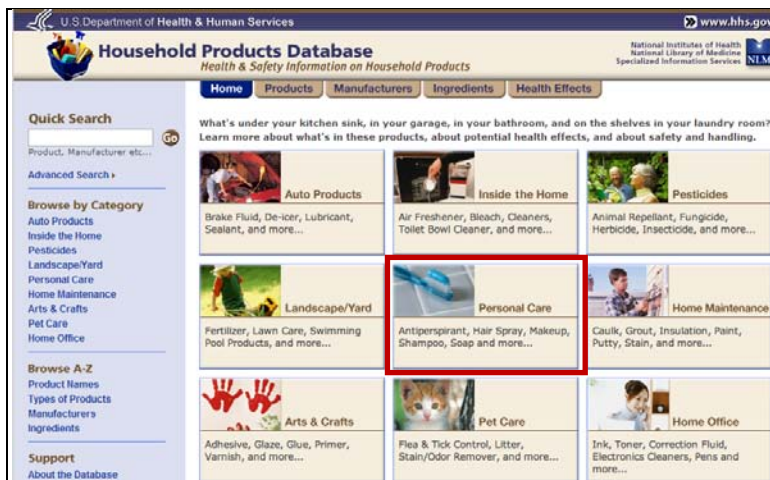 U.S.Department of Health & Human Services
www.hhs.gov
Household Products Database
Health & Safety Information on Household Products
National Institutes of Health
National Library of Medicine
Specialized Information Services
NLM
Home
Products
Manufacturers
Ingredients
Health Effects
Quick Search
Go
Product, Manufacturer etc...
Advanced Search
Browse by Category
Auto Products
Inside the Home
Pesticides
Landscape/Yard
Personal Care
Home Maintenance
Arts & Crafts
Pet Care
Home Office
Browse A-Z
Product Names
Types of Products
Manufacturers
Ingredients
Support
About the Database
What's under your kitchen sink, in your garage, in your bathroom, and on the shelves in your laundry room?
Learn more about what's in these products, about potential health effects, and about safety and handling.
Auto Products
Brake Fluid, De-icer, Lubricant,
Sealant, and more...
Inside the Home
Air Freshener, Bleach, Cleaners,
Toilet Bowl Cleaner, and more...
Pesticides
Animal Repellant, Fungicide,
Herbicide, Insecticide, and more...
Landscape/Yard
Fertilizer, Lawn Care, Swimming
Pool Products, and more...
Personal Care
Antiperspirant, Hair Spray, Makeup,
Shampoo, Soap and more...
Home Maintenance
Caulk, Grout, Insulation, Paint,
Putty, Stain, and more...
Arts & Crafts
Adhesive, Glaze, Glue, Primer,
Varnish, and more...
Pet Care
Flea & Tick Control, Litter,
Stain/Odor Remover, and more...
Home Office
Ink, Toner, Correction Fluid,
Electronics Cleaners, Pens and
more...